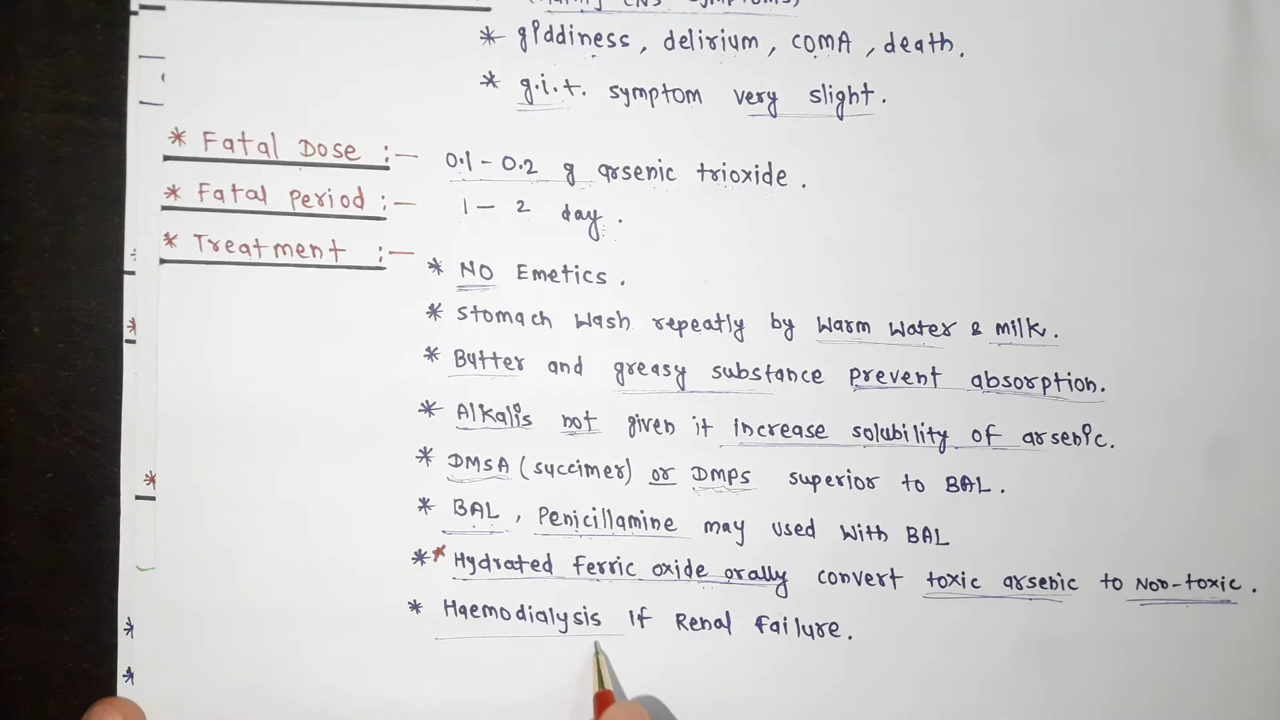 CNS symptoms)
* giddiness, delirium, COMA, death.
* g.i.t. symptom very slight.
* Fatal Dose :— 0.1 - 0.2 g arsenic trioxide.
* Fatal Period :— 1 - 2 day.
* Treatment :—
* NO Emetics.
* Stomach Wash repeatly by Warm Water & milk.
* Butter and greasy substance prevent absorption.
* Alkalis not given it increase solubility of arsenic.
* DMSA (succimer) or DMPS superior to BAL.
* BAL, Penicillamine may used with BAL
** Hydrated ferric oxide orally convert toxic arsenic to Non-toxic.
* Haemodialysis if Renal failure.